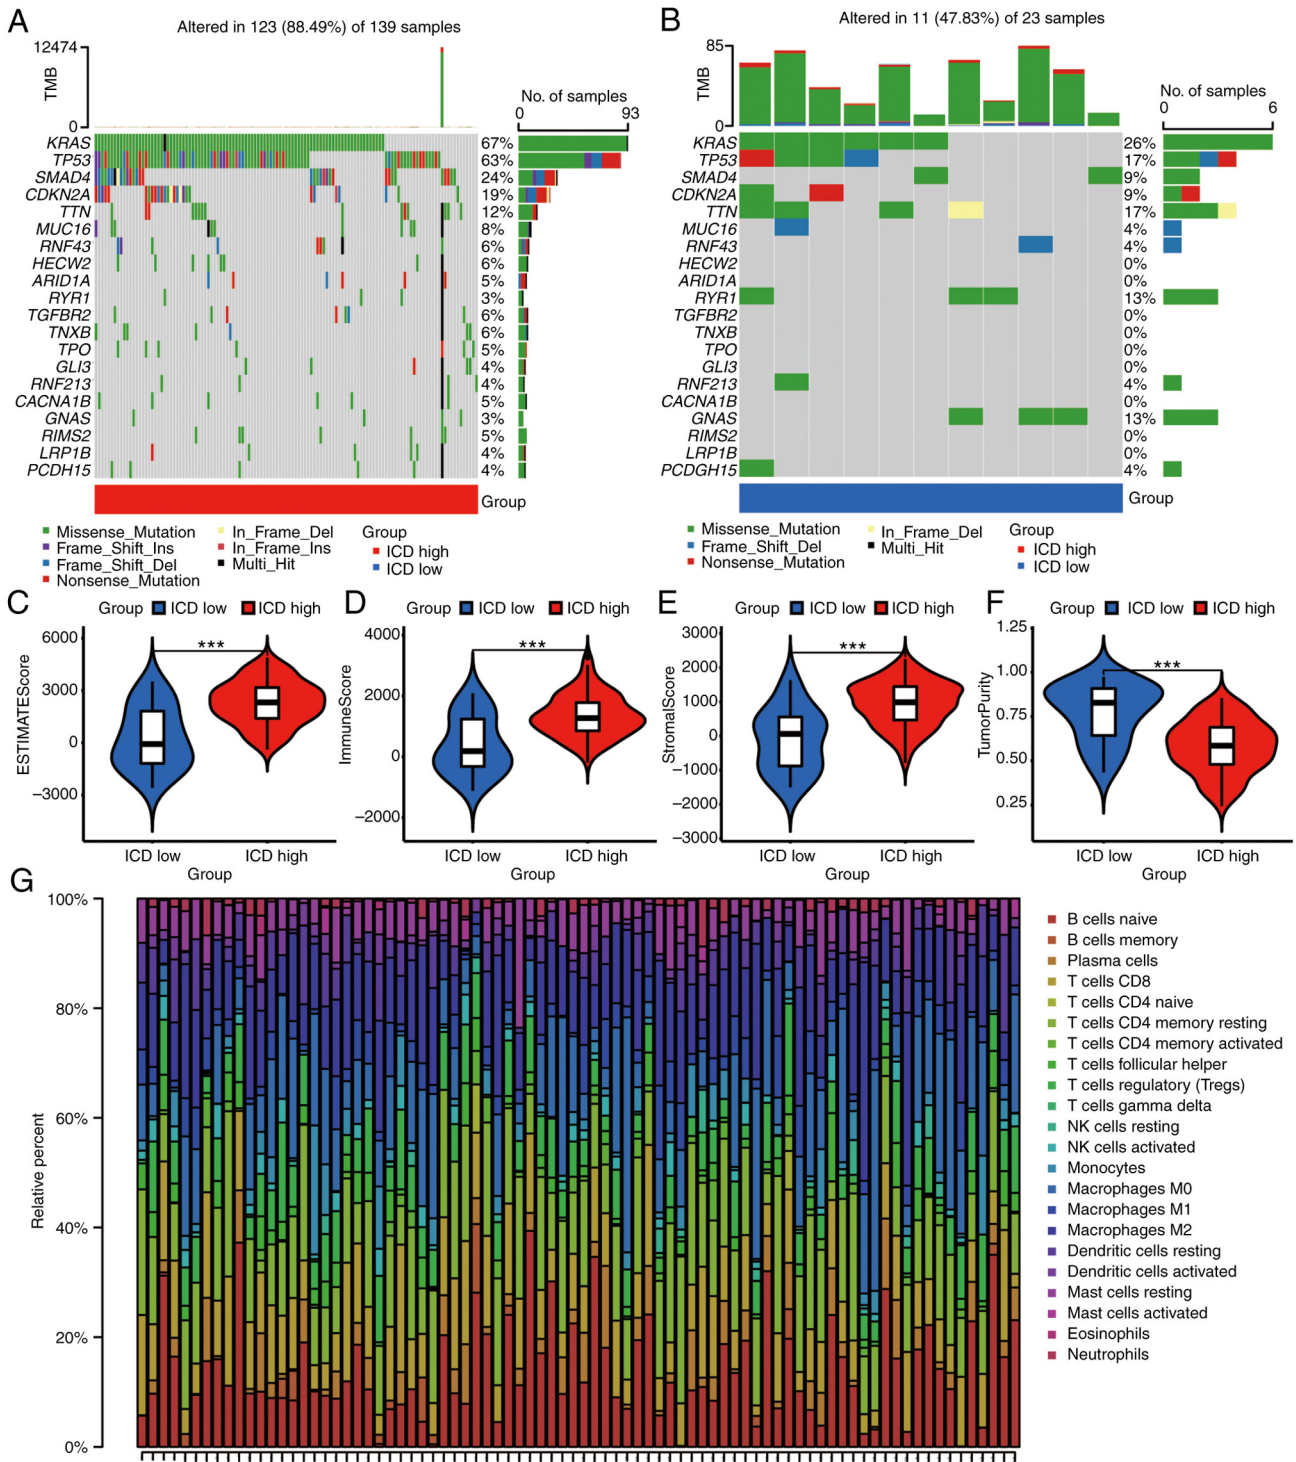 A
Altered in 123 (88.49%) of 139 samples
12474
0
TMB
No. of samples
0 93
KRAS 67%
TP53 63%
SMAD4 24%
CDKN2A 19%
TTN 12%
MUC16 8%
RNF43 6%
HECW2 6%
ARID1A 5%
RYR1 3%
TGFBR2 6%
TNXB 6%
TPO 5%
GLI3 4%
RNF213 4%
CACNA1B 5%
GNAS 3%
RIMS2 5%
LRP1B 4%
PCDH15 4%
Group
Missense_Mutation In_Frame_Del Group
Frame_Shift_Ins In_Frame_Ins ICD high
Frame_Shift_Del Multi_Hit ICD low
Nonsense_Mutation
B
Altered in 11 (47.83%) of 23 samples
85
0
TMB
No. of samples
0 6
KRAS 26%
TP53 17%
SMAD4 9%
CDKN2A 9%
TTN 17%
MUC16 4%
RNF43 4%
HECW2 0%
ARID1A 0%
RYR1 13%
TGFBR2 0%
TNXB 0%
TPO 0%
GLI3 0%
RNF213 4%
CACNA1B 0%
GNAS 13%
RIMS2 0%
LRP1B 0%
PCDGH15 4%
Group
Missense_Mutation In_Frame_Del Group
Frame_Shift_Del Multi_Hit ICD high
Nonsense_Mutation ICD low
C
Group ICD low ICD high
6000
3000
0
−3000
ESTIMATEScore
***
ICD low ICD high
Group
D
Group ICD low ICD high
4000
2000
0
−2000
ImmuneScore
***
ICD low ICD high
Group
E
Group ICD low ICD high
3000
2000
1000
0
−1000
−2000
−3000
StromalScore
***
ICD low ICD high
Group
F
Group ICD low ICD high
1.25
1.00
0.75
0.50
0.25
TumorPurity
***
ICD low ICD high
Group
G
100%
80%
60%
40%
20%
0%
Relative percent
B cells naive
B cells memory
Plasma cells
T cells CD8
T cells CD4 naive
T cells CD4 memory resting
T cells CD4 memory activated
T cells follicular helper
T cells regulatory (Tregs)
T cells gamma delta
NK cells resting
NK cells activated
Monocytes
Macrophages M0
Macrophages M1
Macrophages M2
Dendritic cells resting
Dendritic cells activated
Mast cells resting
Mast cells activated
Eosinophils
Neutrophils